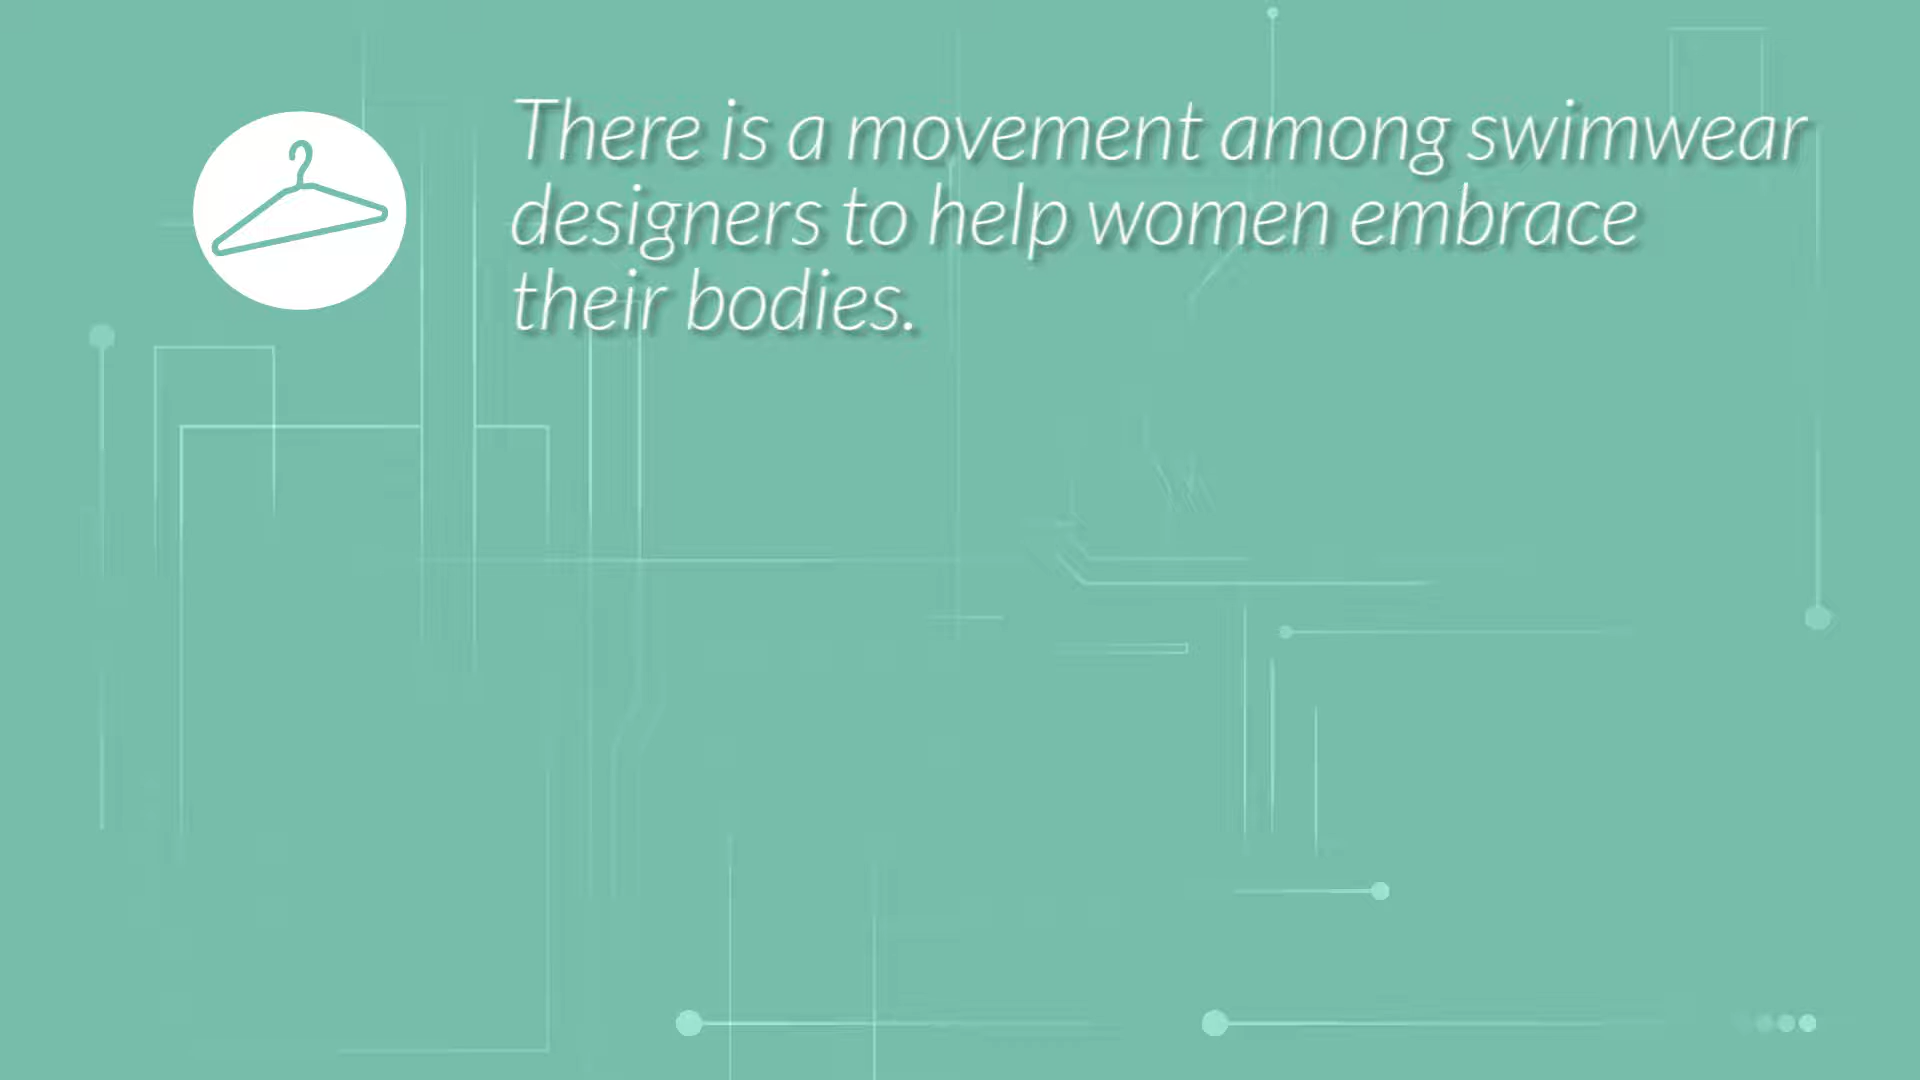 There is a movement among swimwear
designers to help women embrace
their bodies.